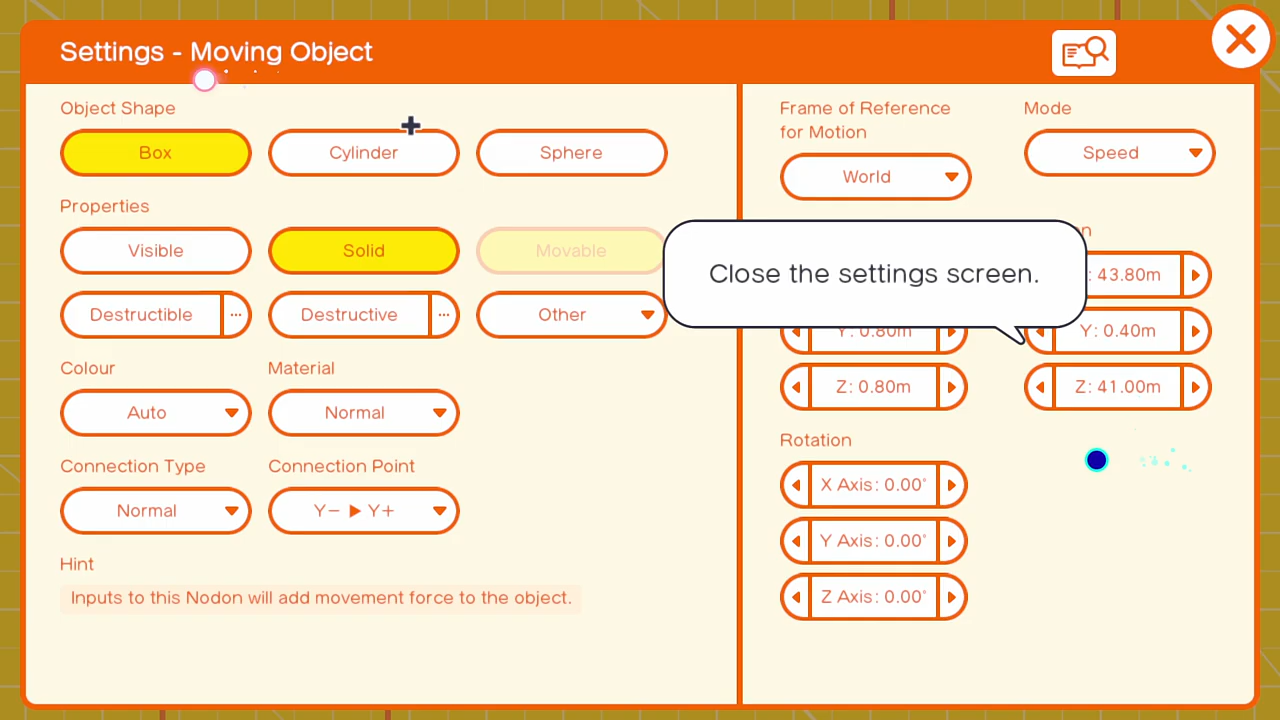 Settings - Moving Object
Object Shape
Box
Cylinder
Sphere
Properties
Visible
Solid
Movable
Destructible
...
Destructive
...
Other
Colour
Material
Auto
Normal
Connection Type
Connection Point
Normal
Y- ▶ Y+
Hint
Inputs to this Nodon will add movement force to the object.
Frame of Reference
for Motion
Mode
World
Speed
Close the settings screen.
43.80m
Y: 0.80m
Y: 0.40m
Z: 0.80m
Z: 41.00m
Rotation
X Axis: 0.00°
Y Axis: 0.00°
Z Axis: 0.00°